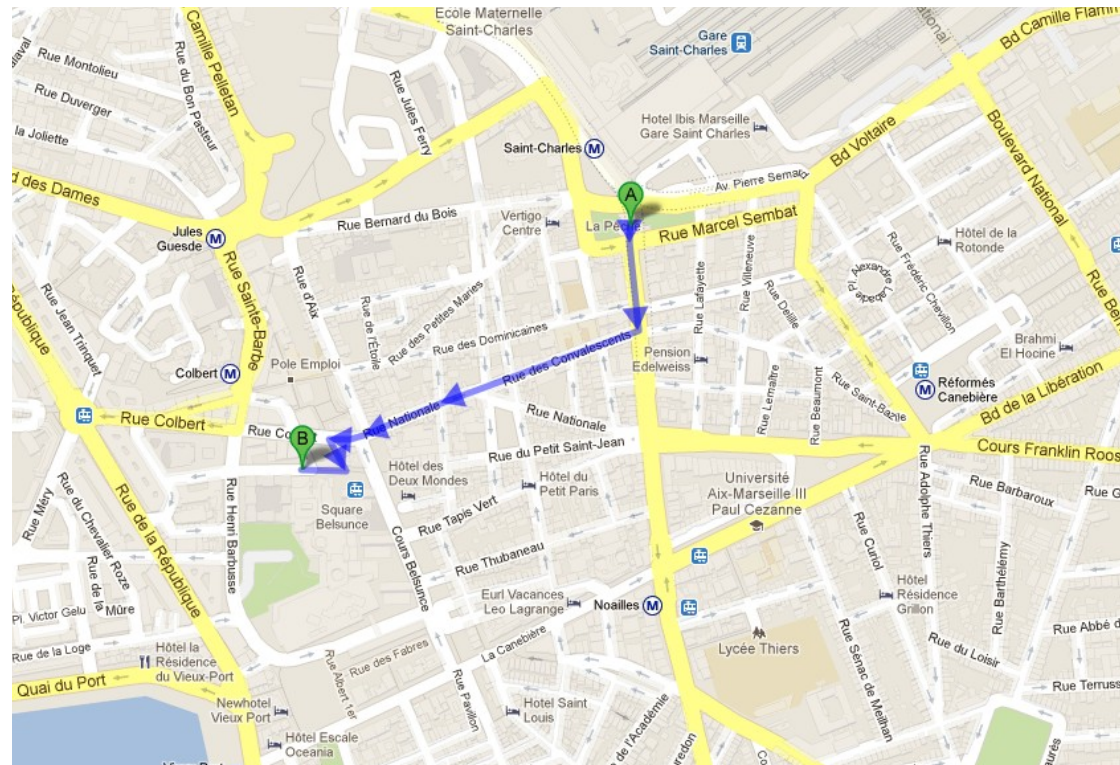 Ecole Maternelle
Saint-Charles
Camille Pelletan
Gare
Saint-Charles
National
Bd Camille Flamm
Rue Montolieu
Rue du Bon Pasteur
Rue Duverger
la Joliette
Rue Jules Ferry
Hotel Ibis Marseille
Gare Saint Charles
Boulevard National
Saint-Charles M
Bd Voltaire
Av. Pierre Semard
d des Dames
A
Rue Bernard du Bois
Vertigo
Centre
Rue Marcel Sembat
Jules
Guesde M
Hôtel de la
Rotonde
Rue Sainte-Barbe
Rue d'Aix
Rue Villeneuve
Rue Lafayette
Rue Frédéric Chevillon
Rue Jean Trinquet
République
Rue de l'Étoile
Rue des Petites Maries
Rue Delille
Rue des Dominicaines
Brahmi
El Hocine
Pole Emploi
Rue des Convalescents
Pension
Edelweiss
Colbert M
M Réformés
Canebière
Bd de la Libération
Rue Lemaître
Rue Beaumont
Rue Saint-Bazile
Rue Colbert
Rue Nationale
Rue Nationale
B
Rue du Petit Saint-Jean
Cours Franklin Roos
Hôtel des
Deux Mondes
Hôtel du
Petit Paris
Université
Aix-Marseille III
Paul Cezanne
Rue Adolphe Thiers
Rue Barbaroux
Rue Méry
Rue du Chevalier Roze
Rue de la République
Rue Henri Barbusse
Square
Belsunce
Rue Tapis Vert
Rue Curiol
Rue Barthélémy
Rue Thubaneau
Cours Belsunce
Rue de la
Mûre
Pl. Victor Gelu
Eurl Vacances
Leo Lagrange
Noailles M
Hôtel
Résidence
Grillon
Rue Abbé d
Rue de la Loge
Hôtel la
Résidence
du Vieux-Port
La Canebière
Lycée Thiers
Rue des Fabres
Rue Albert 1er
Rue du Loisir
Rue Sénac de Meilhan
Quai du Port
Rue Pavillon
Rue Terruss
Newhotel
Vieux Port
Hotel Saint
Louis
e de l'Académie
Hôtel Escale
Oceania